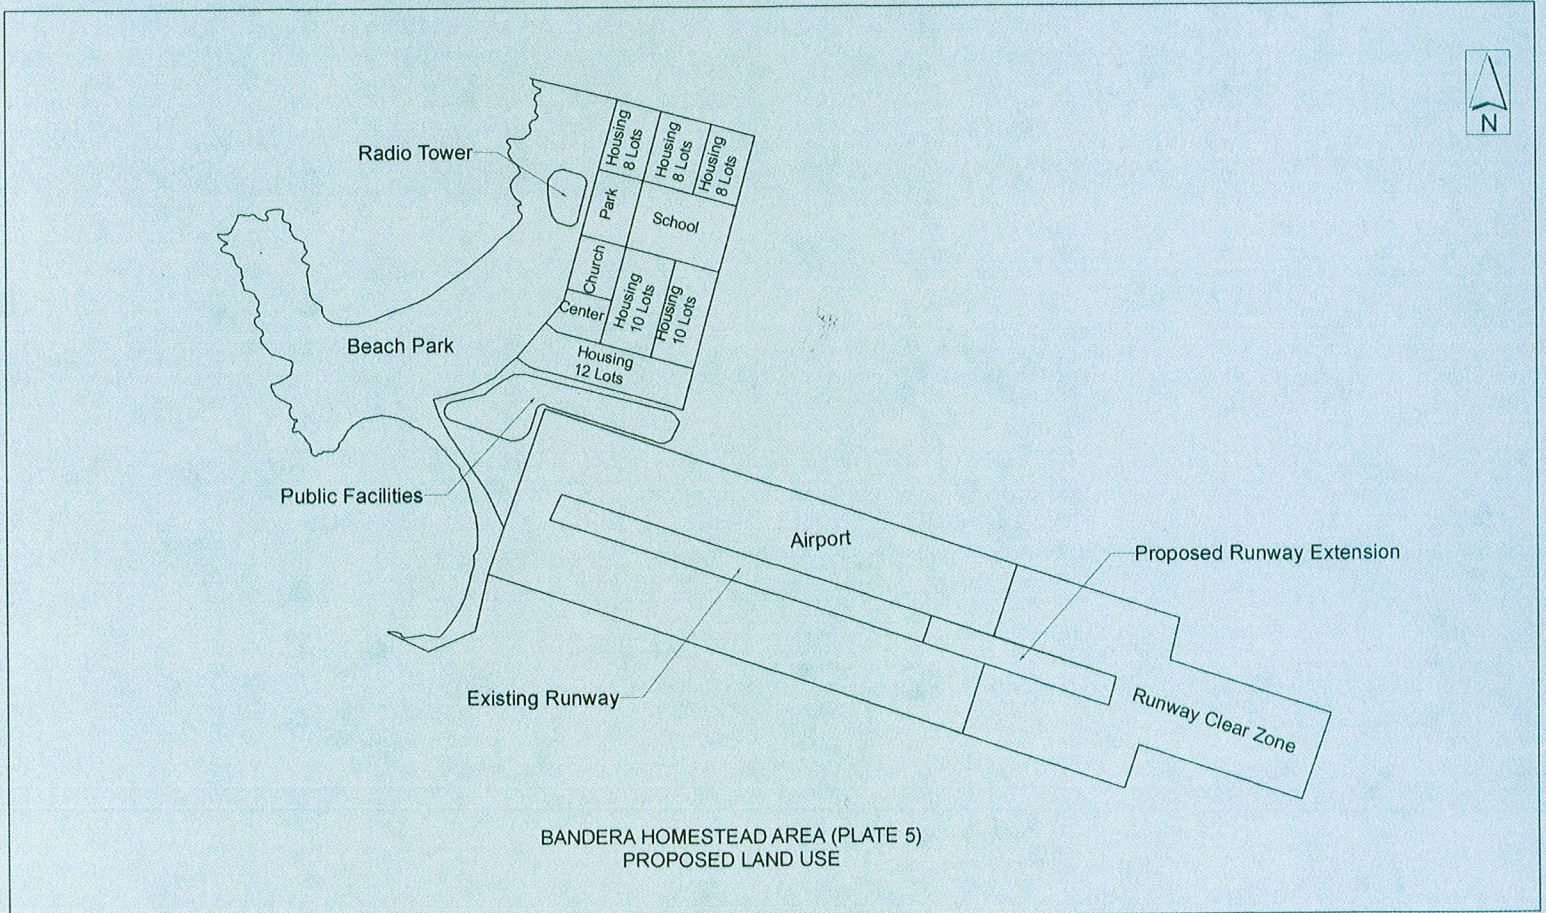 N
Housing
8 Lots
Housing
8 Lots
Housing
8 Lots
Radio Tower
Park
School
Church
Housing
10 Lots
Housing
10 Lots
Center
Beach Park
Housing
12 Lots
Public Facilities
Airport
Proposed Runway Extension
Existing Runway
Runway Clear Zone
BANDERA HOMESTEAD AREA (PLATE 5)
PROPOSED LAND USE